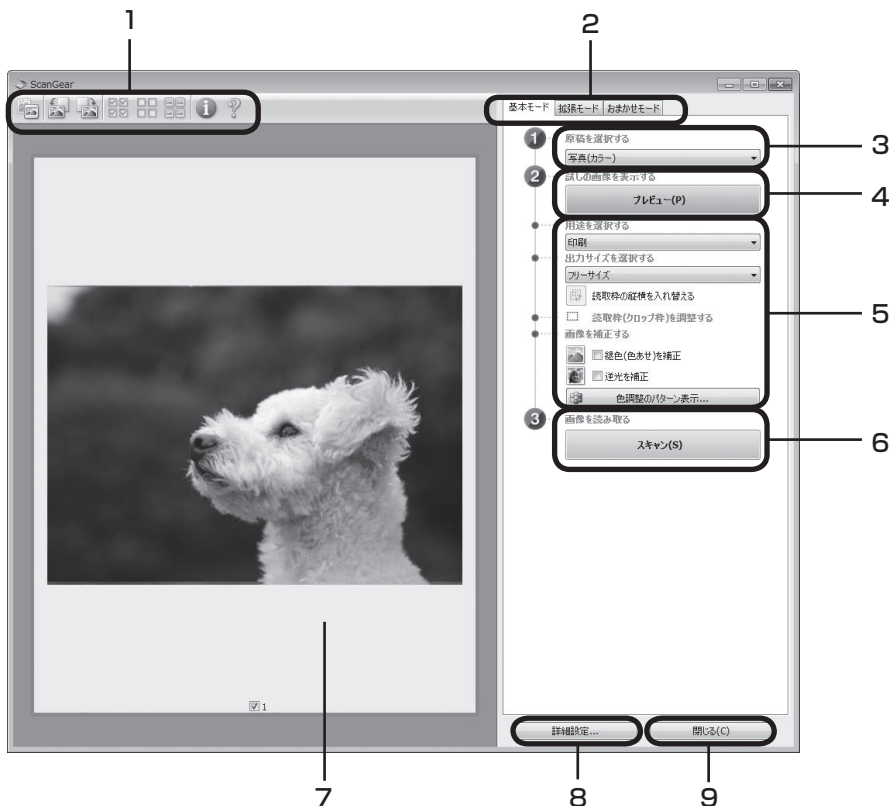 1
2
ScanGear
基本モード 拡張モード おまかせモード
1 原稿を選択する
写真(カラー)
3
2 試しの画像を表示する
プレビュー(P)
4
用途を選択する
印刷
出力サイズを選択する
フリーサイズ
読取枠の縦横を入れ替える
5
読取枠(クロップ枠)を調整する
画像を補正する
褪色(色あせ)を補正
逆光を補正
色調整のパターン表示...
3 画像を読み取る
スキャン(S)
6
1
詳細設定...
閉じる(C)
7
8
9